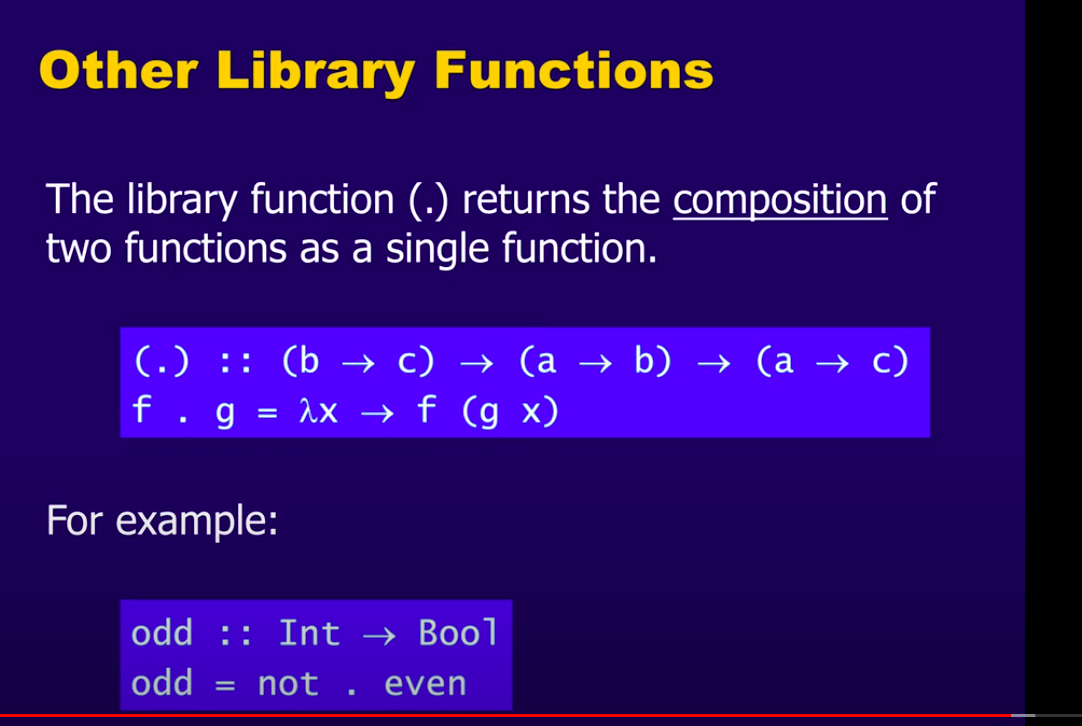 Other Library Functions
The library function (.) returns the composition of
two functions as a single function.
(.) :: (b → c) → (a → b) → (a → c)
f . g = λx → f (g x)
For example:
odd :: Int → Bool
odd = not . even